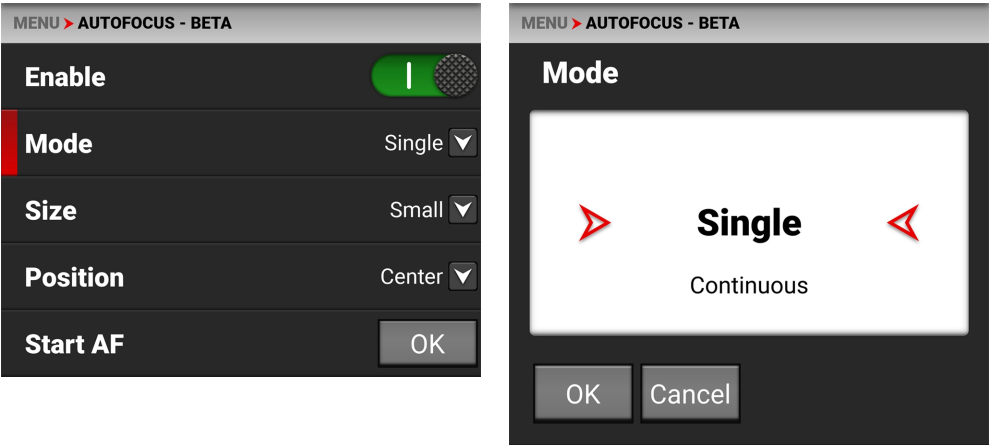 MENU AUTOFOCUS - BETA
Enable
Mode Single
Size Small
Position Center
Start AF OK
MENU AUTOFOCUS - BETA
Mode
Single
Continuous
OK Cancel